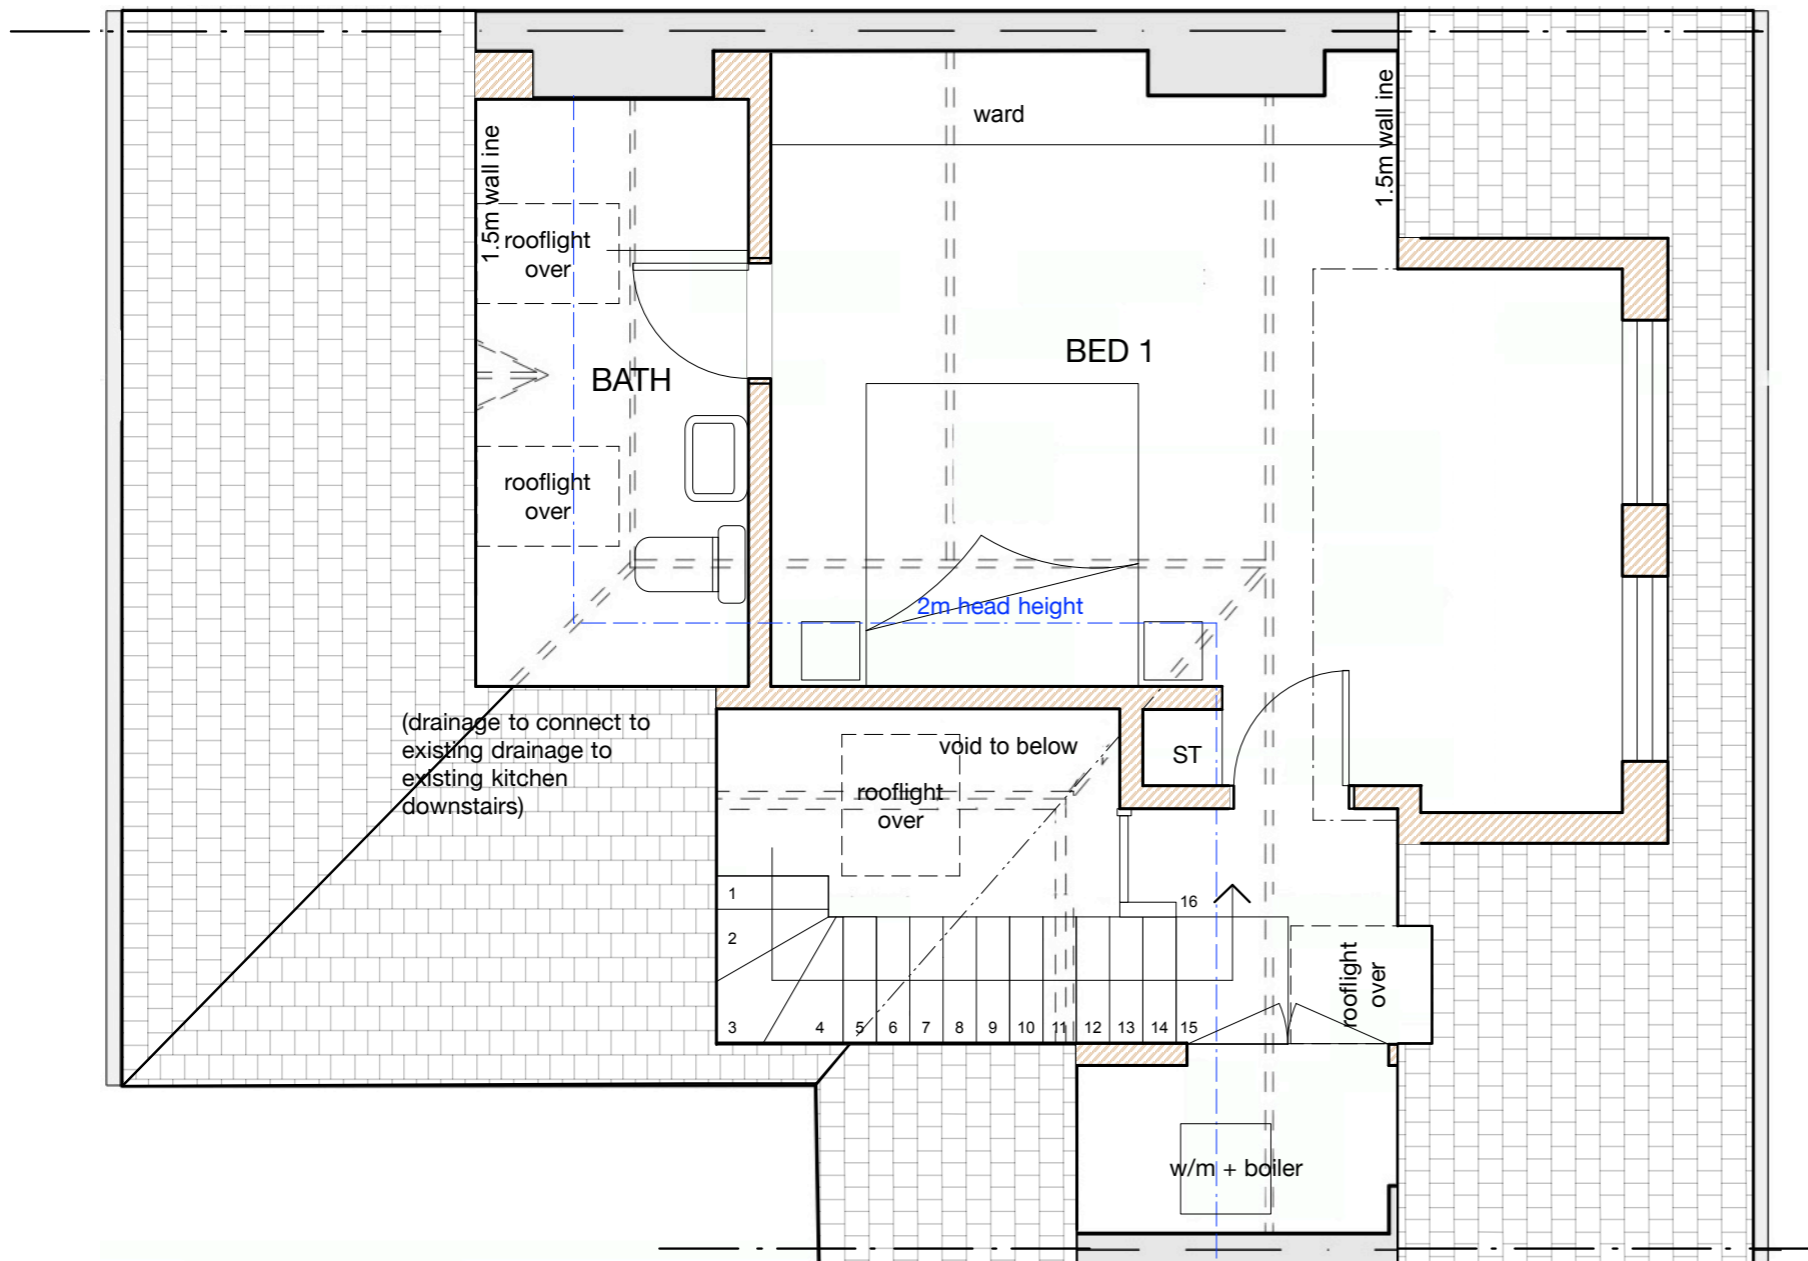 1.5m wall ine
ward
1.5m wall ine
rooflight
over
BED 1
BATH
rooflight
over
2m head height
(drainage to connect to
existing drainage to
existing kitchen
downstairs)
void to below
ST
rooflight
over
1
16
2
rooflight
over
3
4
5
6
7
8
9
10
11
12
13
14
15
w/m + boiler